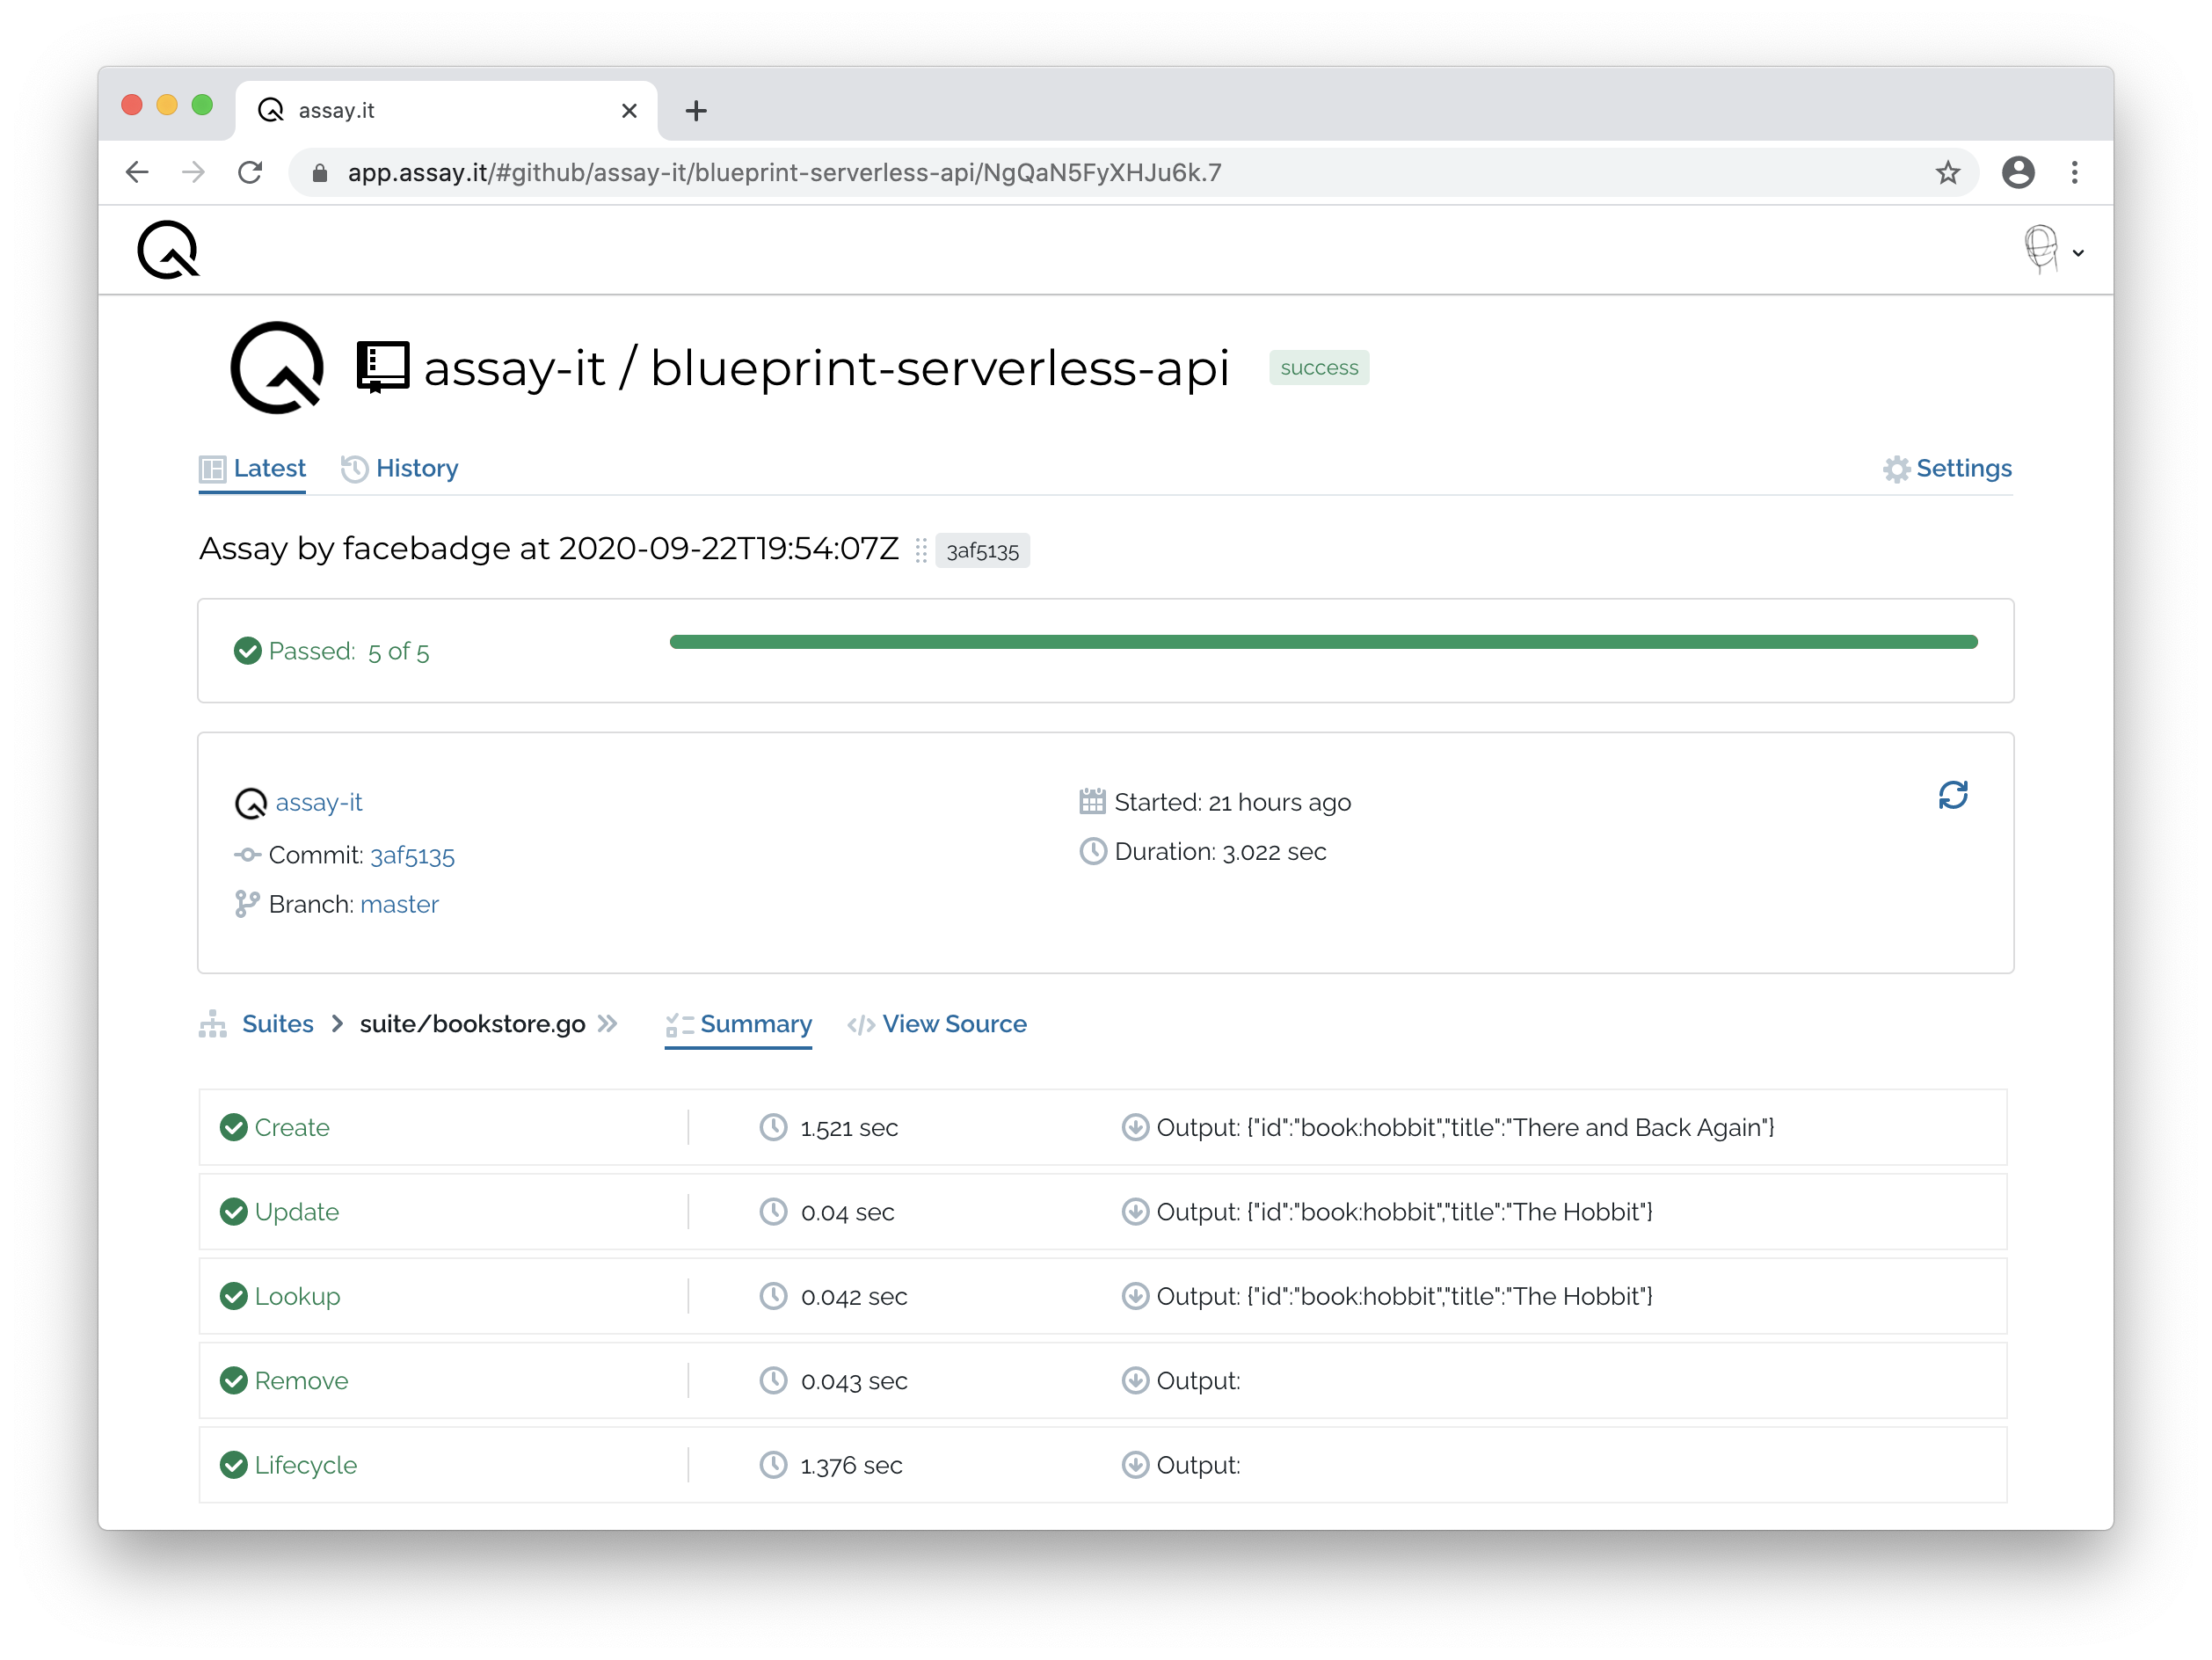 assay.it
app.assay.it/#github/assay-it/blueprint-serverless-api/NgQaN5FyXHJu6k.7
assay-it / blueprint-serverless-api success
Latest History Settings
Assay by facebadge at 2020-09-22T19:54:07Z 3af5135
Passed: 5 of 5
assay-it Started: 21 hours ago
Commit: 3af5135 Duration: 3.022 sec
Branch: master
Suites > suite/bookstore.go » Summary </> View Source
Create 1.521 sec Output: {"id":"book:hobbit","title":"There and Back Again"}
Update 0.04 sec Output: {"id":"book:hobbit","title":"The Hobbit"}
Lookup 0.042 sec Output: {"id":"book:hobbit","title":"The Hobbit"}
Remove 0.043 sec Output:
Lifecycle 1.376 sec Output: